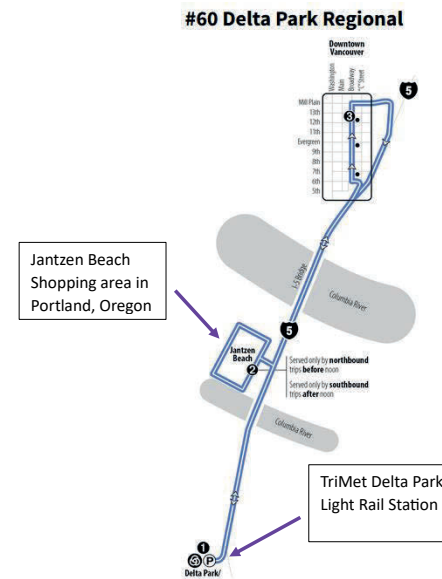 #60 Delta Park Regional
Downtown
Vancouver
Washington
Main
Broadway
"C" Street
5
Mill Plain
13th
12th
11th
Evergreen
9th
8th
7th
6th
5th
3
I-5 Bridge
Columbia River
Jantzen Beach
Shopping area in
Portland, Oregon
5
Jantzen
Beach
2
Served only by northbound
trips before noon
Served only by southbound
trips after noon
Columbia River
TriMet Delta Park
Light Rail Station
1
P
Delta Park/